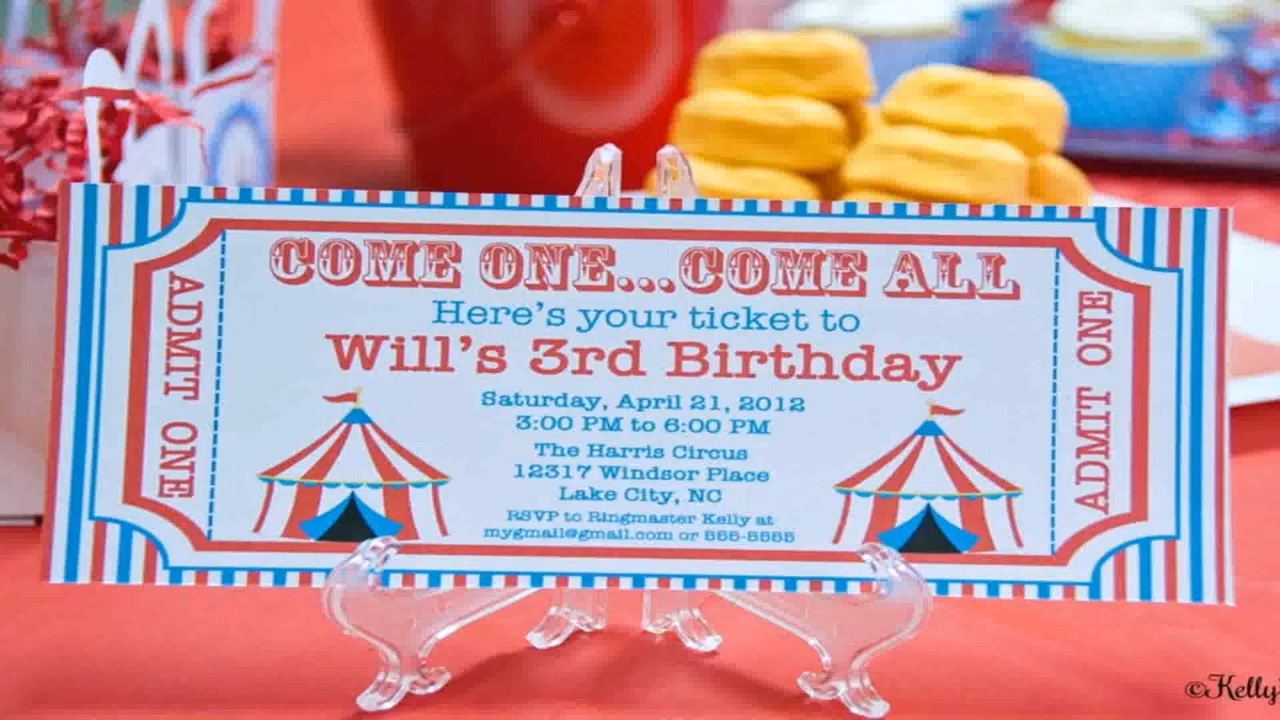 COME ONE...COME ALL
Here's your ticket to
Will's 3rd Birthday
Saturday, April 21, 2012
3:00 PM to 6:00 PM
The Harris Circus
12317 Windsor Place
Lake City, NC
RSVP to Ringmaster Kelly at
mygmail@gmail.com or 555-5555
ADMIT ONE
ADMIT ONE
©Kelly